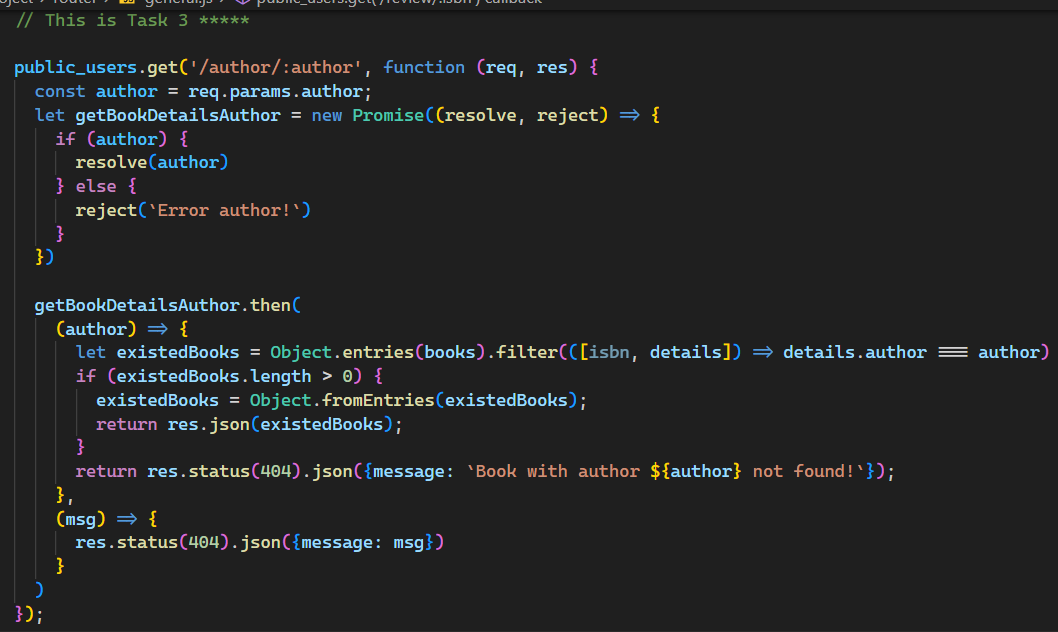 oject > router > general.js > public_users.get('/review/:isbn') callback
// This is Task 3 *****
public_users.get('/author/:author', function (req, res) {
const author = req.params.author;
let getBookDetailsAuthor = new Promise((resolve, reject) => {
if (author) {
resolve(author)
} else {
reject(`Error author!`)
}
})
getBookDetailsAuthor.then(
(author) => {
let existedBooks = Object.entries(books).filter(([isbn, details]) => details.author === author)
if (existedBooks.length > 0) {
existedBooks = Object.fromEntries(existedBooks);
return res.json(existedBooks);
}
return res.status(404).json({message: `Book with author ${author} not found!`});
},
(msg) => {
res.status(404).json({message: msg})
}
)
});